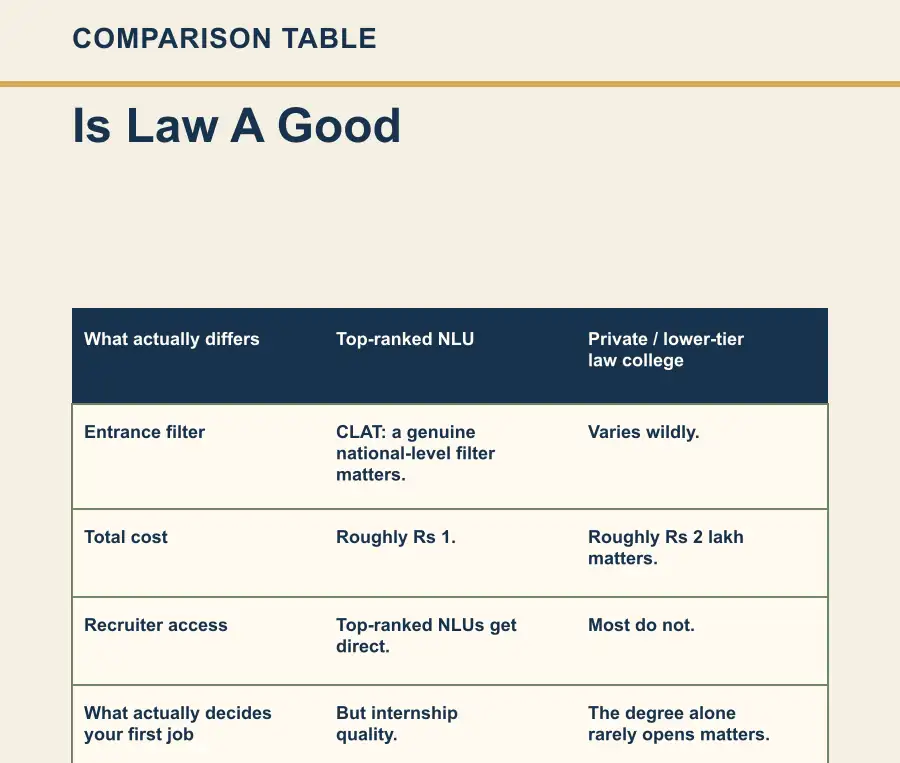 COMPARISON TABLE
Is Law A Good
What actually differs
Top-ranked NLU
Private / lower-tier
law college
Entrance filter
CLAT: a genuine
national-level filter
matters.
Varies wildly.
Total cost
Roughly Rs 1.
Roughly Rs 2 lakh
matters.
Recruiter access
Top-ranked NLUs get
direct.
Most do not.
What actually decides
your first job
But internship
quality.
The degree alone
rarely opens matters.